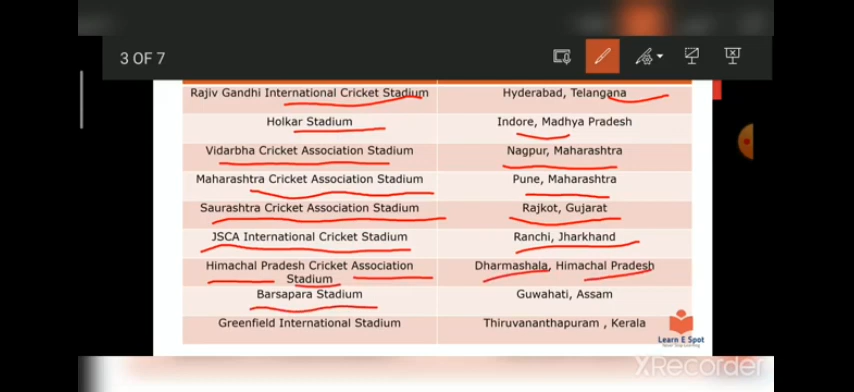 3 OF 7
Rajiv Gandhi International Cricket Stadium Hyderabad, Telangana
Holkar Stadium Indore, Madhya Pradesh
Vidarbha Cricket Association Stadium Nagpur, Maharashtra
Maharashtra Cricket Association Stadium Pune, Maharashtra
Saurashtra Cricket Association Stadium Rajkot, Gujarat
JSCA International Cricket Stadium Ranchi, Jharkhand
Himachal Pradesh Cricket Association Dharmashala, Himachal Pradesh
Stadium
Barsapara Stadium Guwahati, Assam
Greenfield International Stadium Thiruvananthapuram , Kerala
Learn E Spot
Never Stop Learning
XRecorder